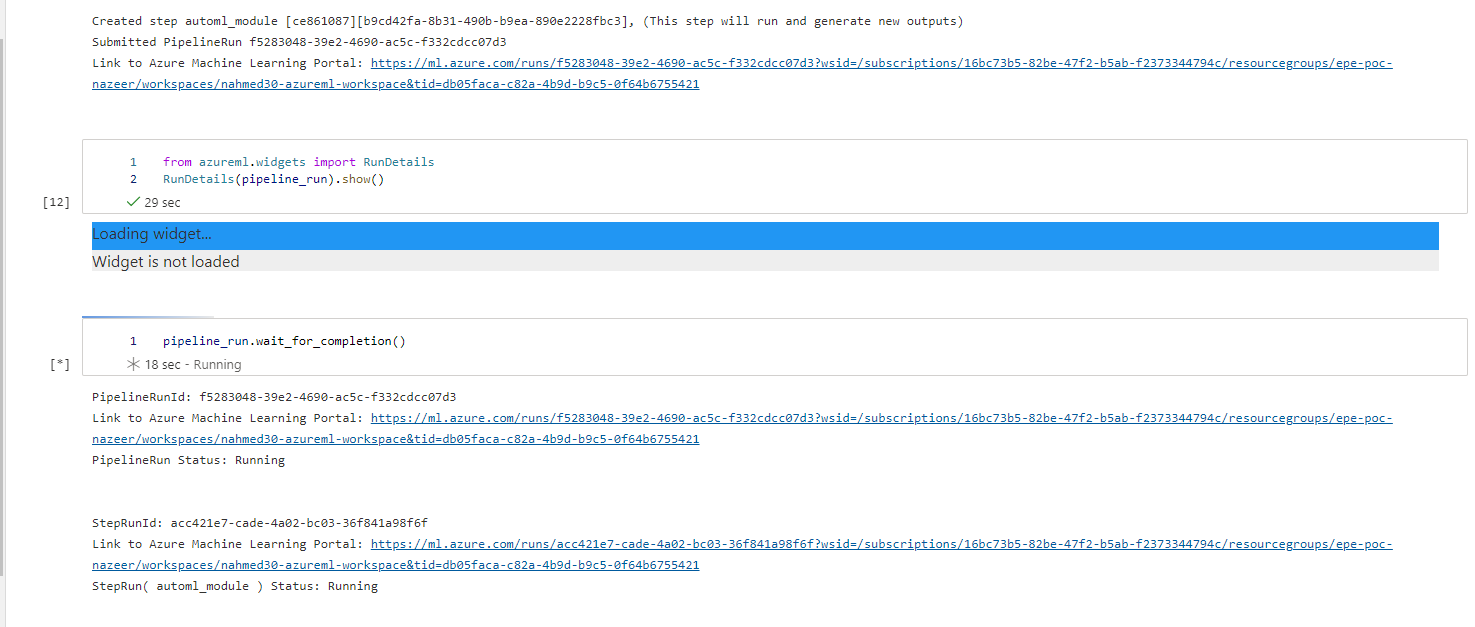 Created step automl_module [ce861087][b9cd42fa-8b31-490b-b9ea-890e2228fbc3], (This step will run and generate new outputs)
Submitted PipelineRun f5283048-39e2-4690-ac5c-f332cdcc07d3
Link to Azure Machine Learning Portal: https://ml.azure.com/runs/f5283048-39e2-4690-ac5c-f332cdcc07d3?wsid=/subscriptions/16bc73b5-82be-47f2-b5ab-f2373344794c/resourcegroups/epe-poc-
nazeer/workspaces/nahmed30-azureml-workspace&tid=db05faca-c82a-4b9d-b9c5-0f64b6755421
1 from azureml.widgets import RunDetails
2 RunDetails(pipeline_run).show()
[12] 29 sec
Loading widget...
Widget is not loaded
1 pipeline_run.wait_for_completion()
[*] 18 sec - Running
PipelineRunId: f5283048-39e2-4690-ac5c-f332cdcc07d3
Link to Azure Machine Learning Portal: https://ml.azure.com/runs/f5283048-39e2-4690-ac5c-f332cdcc07d3?wsid=/subscriptions/16bc73b5-82be-47f2-b5ab-f2373344794c/resourcegroups/epe-poc-
nazeer/workspaces/nahmed30-azureml-workspace&tid=db05faca-c82a-4b9d-b9c5-0f64b6755421
PipelineRun Status: Running
StepRunId: acc421e7-cade-4a02-bc03-36f841a98f6f
Link to Azure Machine Learning Portal: https://ml.azure.com/runs/acc421e7-cade-4a02-bc03-36f841a98f6f?wsid=/subscriptions/16bc73b5-82be-47f2-b5ab-f2373344794c/resourcegroups/epe-poc-
nazeer/workspaces/nahmed30-azureml-workspace&tid=db05faca-c82a-4b9d-b9c5-0f64b6755421
StepRun( automl_module ) Status: Running